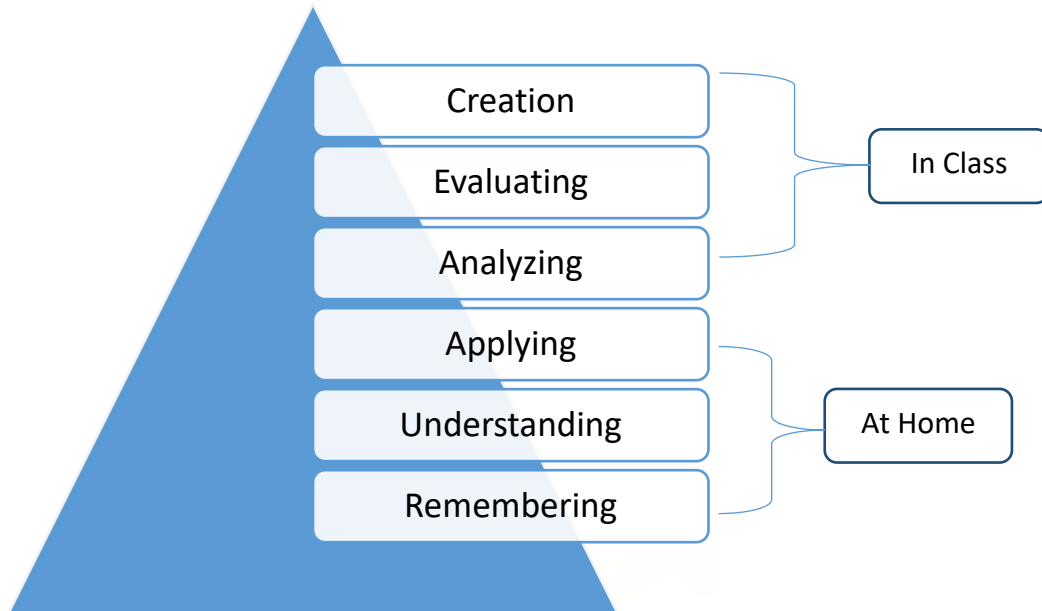 Creation
Evaluating
Analyzing
Applying
Understanding
Remembering
In Class
At Home